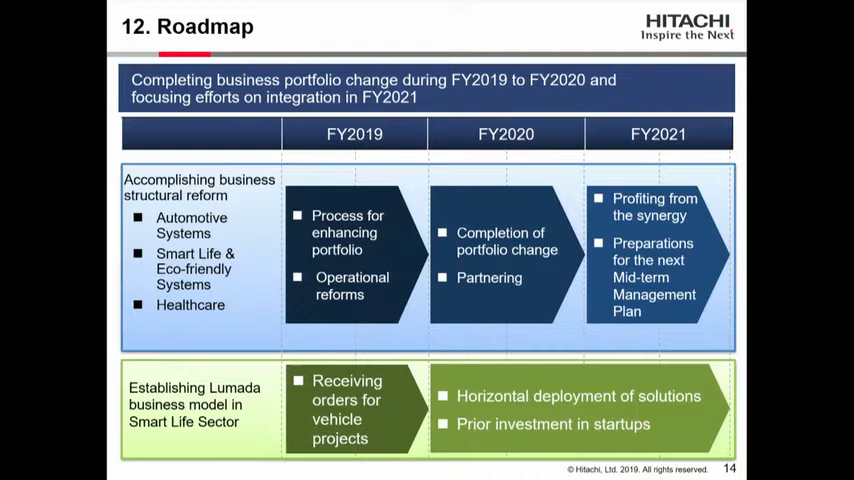 12. Roadmap
HITACHI
Inspire the Next
Completing business portfolio change during FY2019 to FY2020 and
focusing efforts on integration in FY2021
FY2019
FY2020
FY2021
Accomplishing business
structural reform
Automotive
Systems
Smart Life &
Eco-friendly
Systems
Healthcare
Process for
enhancing
portfolio
Operational
reforms
Completion of
portfolio change
Partnering
Profiting from
the synergy
Preparations
for the next
Mid-term
Management
Plan
Establishing Lumada
business model in
Smart Life Sector
Receiving
orders for
vehicle
projects
Horizontal deployment of solutions
Prior investment in startups
© Hitachi, Ltd. 2019. All rights reserved.
14